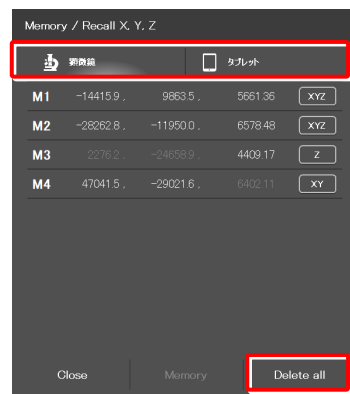 Memory / Recall X, Y, Z
顕微鏡 タブレット
M1 -14415.9 , 9863.5 , 5661.36 XYZ
M2 -28262.8 , -11950.0 , 6578.48 XYZ
M3 2276.2 , -24658.9 , 4409.17 Z
M4 47041.5 , -29021.6 , 6402.11 XY
Close Memory Delete all